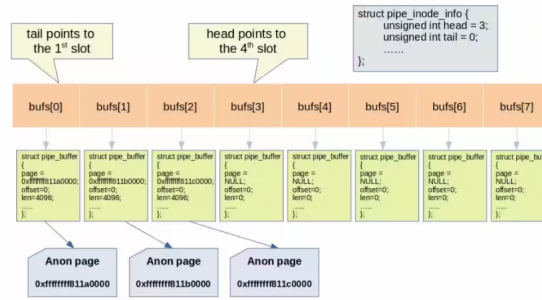 tail points to
the 1st slot
head points to
the 4th slot
struct pipe_inode_info {
unsigned int head = 3;
unsigned int tail = 0;
......
};
bufs[0]
bufs[1]
bufs[2]
bufs[3]
bufs[4]
bufs[5]
bufs[6]
bufs[7]
struct pipe_buffer
{
page =
0xffffffff811a0000;
offset=0;
len=4096;
.....
};
struct pipe_buffer
{
page =
0xffffffff811b0000;
offset=0;
len=4096;
.....
};
struct pipe_buffer
{
page =
0xffffffff811c0000;
offset=0;
len=4096;
.....
};
struct pipe_buffer
{
page =
NULL;
offset=0;
len=0;
.....
};
struct pipe_buffer
{
page =
NULL;
offset=0;
len=0;
.....
};
struct pipe_buffer
{
page =
NULL;
offset=0;
len=0;
.....
};
struct pipe_buffer
{
page =
NULL;
offset=0;
len=0;
.....
};
struct pipe_bu
{
page =
NULL;
offset=0;
len=0;
.....
};
Anon page
0xffffffff811a0000
Anon page
0xffffffff811b0000
Anon page
0xffffffff811c0000